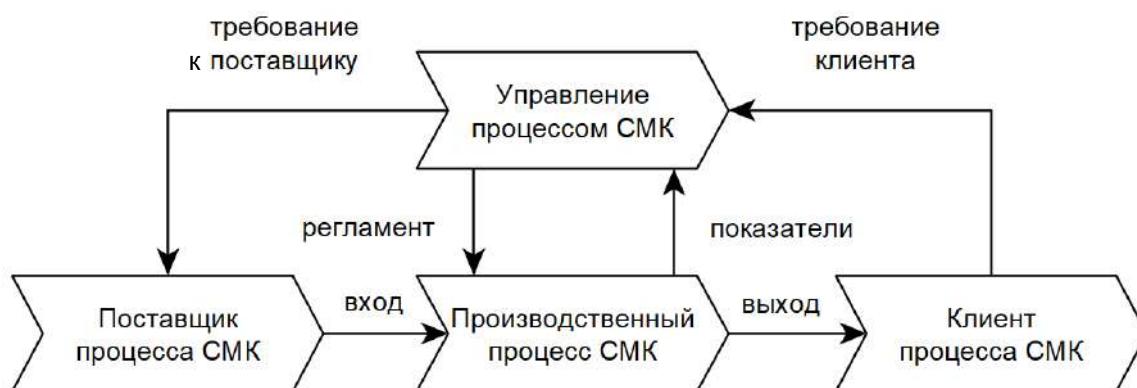 требование
к поставщику
требование
клиента
Управление
процессом СМК
регламент
показатели
Поставщик
процесса СМК
вход
Производственный
процесс СМК
выход
Клиент
процесса СМК